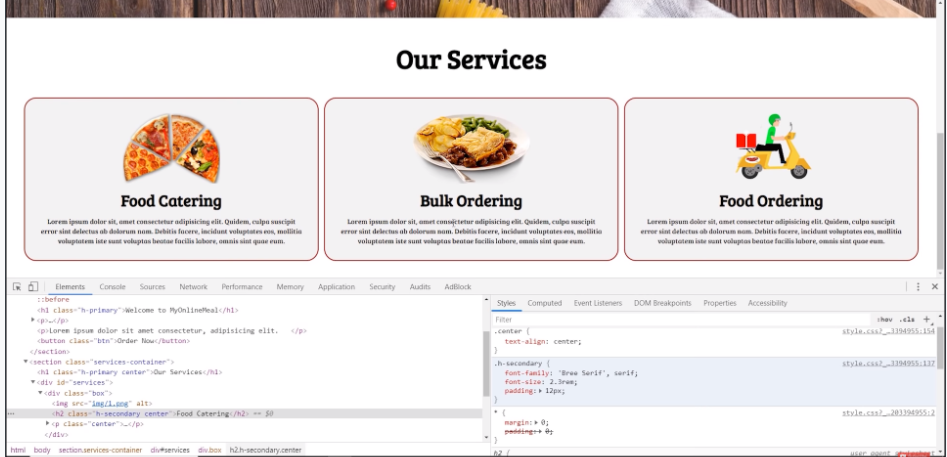 Our Services
Food Catering
Lorem ipsum dolor sit, amet consectetur adipisicing elit. Quidem, culpa suscipit
error sint delectus ab dolorum nam. Debitis facere, incidunt voluptates eos, mollitia
voluptatem iste sunt voluptas beatae facilis labore, omnis sint quae eum.
Bulk Ordering
Lorem ipsum dolor sit, amet consectetur adipisicing elit. Quidem, culpa suscipit
error sint delectus ab dolorum nam. Debitis facere, incidunt voluptates eos, mollitia
voluptatem iste sunt voluptas beatae facilis labore, omnis sint quae eum.
Food Ordering
Lorem ipsum dolor sit, amet consectetur adipisicing elit. Quidem, culpa suscipit
error sint delectus ab dolorum nam. Debitis facere, incidunt voluptates eos, mollitia
voluptatem iste sunt voluptas beatae facilis labore, omnis sint quae eum.
Elements Console Sources Network Performance Memory Application Security Audits AdBlock
::before
<h1 class="h-primary">Welcome to MyOnlineMeal</h1>
<p>…</p>
<p>Lorem ipsum dolor sit amet consectetur, adipisicing elit. </p>
<button class="btn">Order Now</button>
</section>
<section class="services-container">
<h1 class="h-primary center">Our Services</h1>
<div id="services">
<div class="box">
<img src="img/1.png" alt>
<h2 class="h-secondary center">Food Catering</h2> == $0
<p class="center">…</p>
</div>
html body section.services-container div#services div.box h2.h-secondary.center
Styles Computed Event Listeners DOM Breakpoints Properties Accessibility
Filter :hov .cls +
.center { style.css?_…3394955:154
text-align: center;
}
.h-secondary { style.css?_…3394955:137
font-family: 'Bree Serif', serif;
font-size: 2.3rem;
padding: 12px;
}
* { style.css?_…203394955:2
margin: 0;
padding: 0;
}
h2 { user agent stylesheet